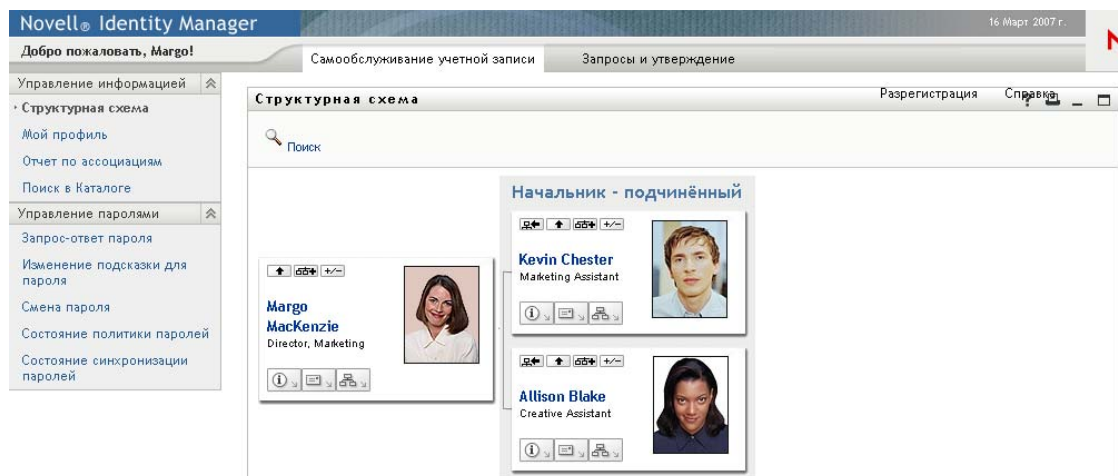 Novell® Identity Manager
16 Март 2007 г.
Добро пожаловать, Margo!
Самообслуживание учетной записи
Запросы и утверждение
Разрегистрация
Справка
Управление информацией
Структурная схема
Мой профиль
Отчет по ассоциациям
Поиск в Каталоге
Управление паролями
Запрос-ответ пароля
Изменение подсказки для
пароля
Смена пароля
Состояние политики паролей
Состояние синхронизации
паролей
Структурная схема
Поиск
Начальник - подчинённый
Margo
MacKenzie
Director, Marketing
Kevin Chester
Marketing Assistant
Allison Blake
Creative Assistant